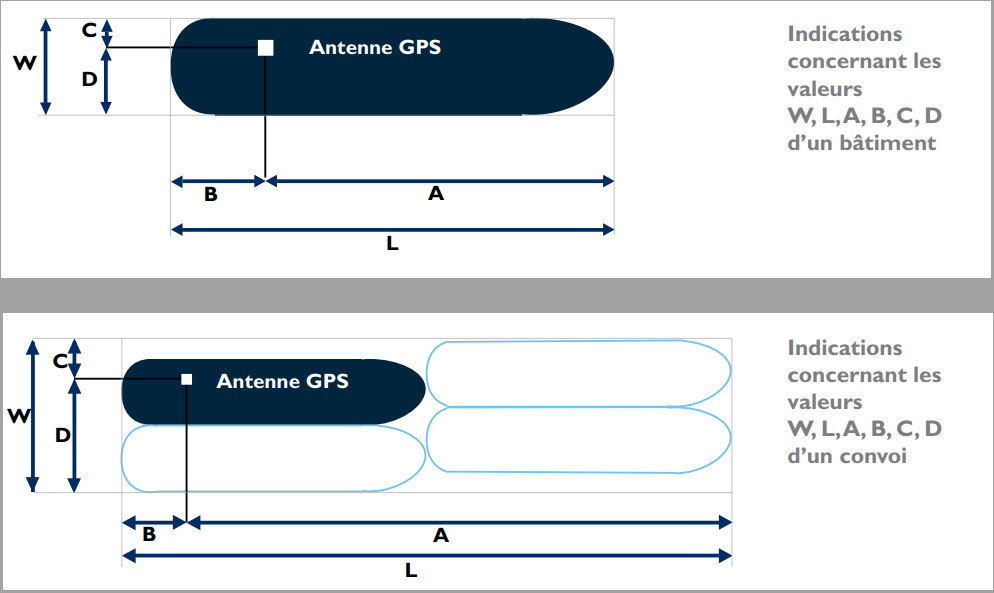 C
W
D
Antenne GPS
B
A
L
Indications
concernant les
valeurs
W, L, A, B, C, D
d'un bâtiment
C
W
D
Antenne GPS
B
A
L
Indications
concernant les
valeurs
W, L, A, B, C, D
d'un convoi